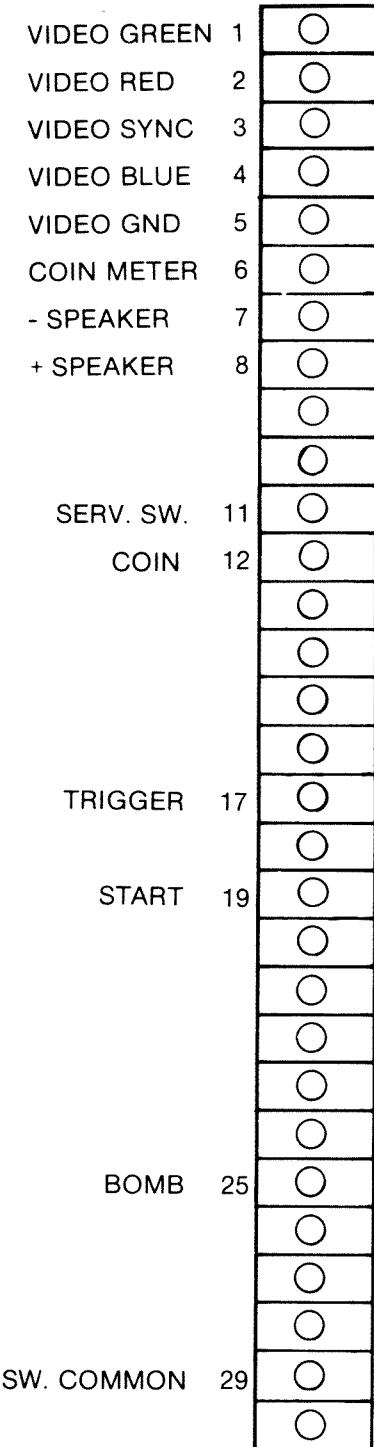 VIDEO GREEN 1
VIDEO RED 2
VIDEO SYNC 3
VIDEO BLUE 4
VIDEO GND 5
COIN METER 6
- SPEAKER 7
+ SPEAKER 8
SERV. SW. 11
COIN 12
TRIGGER 17
START 19
BOMB 25
SW. COMMON 29